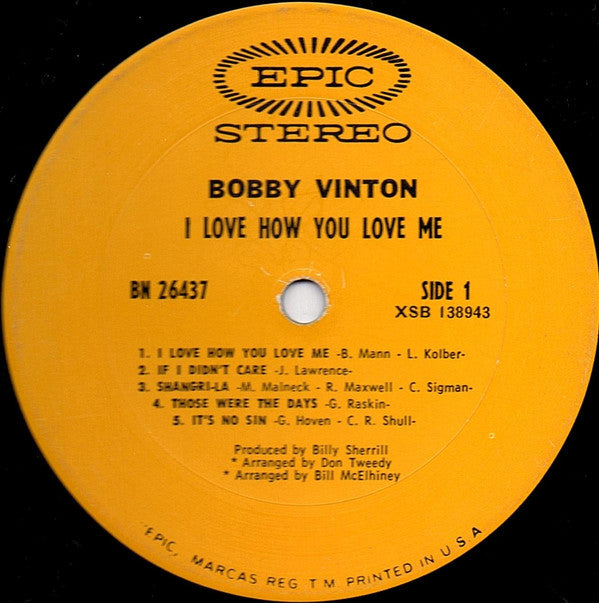 EPIC
STEREO
BOBBY VINTON
I LOVE HOW YOU LOVE ME
BN 26437
SIDE 1
XSB 138943
1. I LOVE HOW YOU LOVE ME -B. Mann - L. Kolber-
2. IF I DIDN'T CARE -J. Lawrence-
3. SHANGRI-LA -M. Malneck - R. Maxwell - C. Sigman-
4. THOSE WERE THE DAYS -G. Raskin-
5. IT'S NO SIN -G. Hoven - C. R. Shull-
Produced by Billy Sherrill
* Arranged by Don Tweedy
* Arranged by Bill McElhiney
"EPIC, MARCAS REG. T.M. PRINTED IN U.S.A.